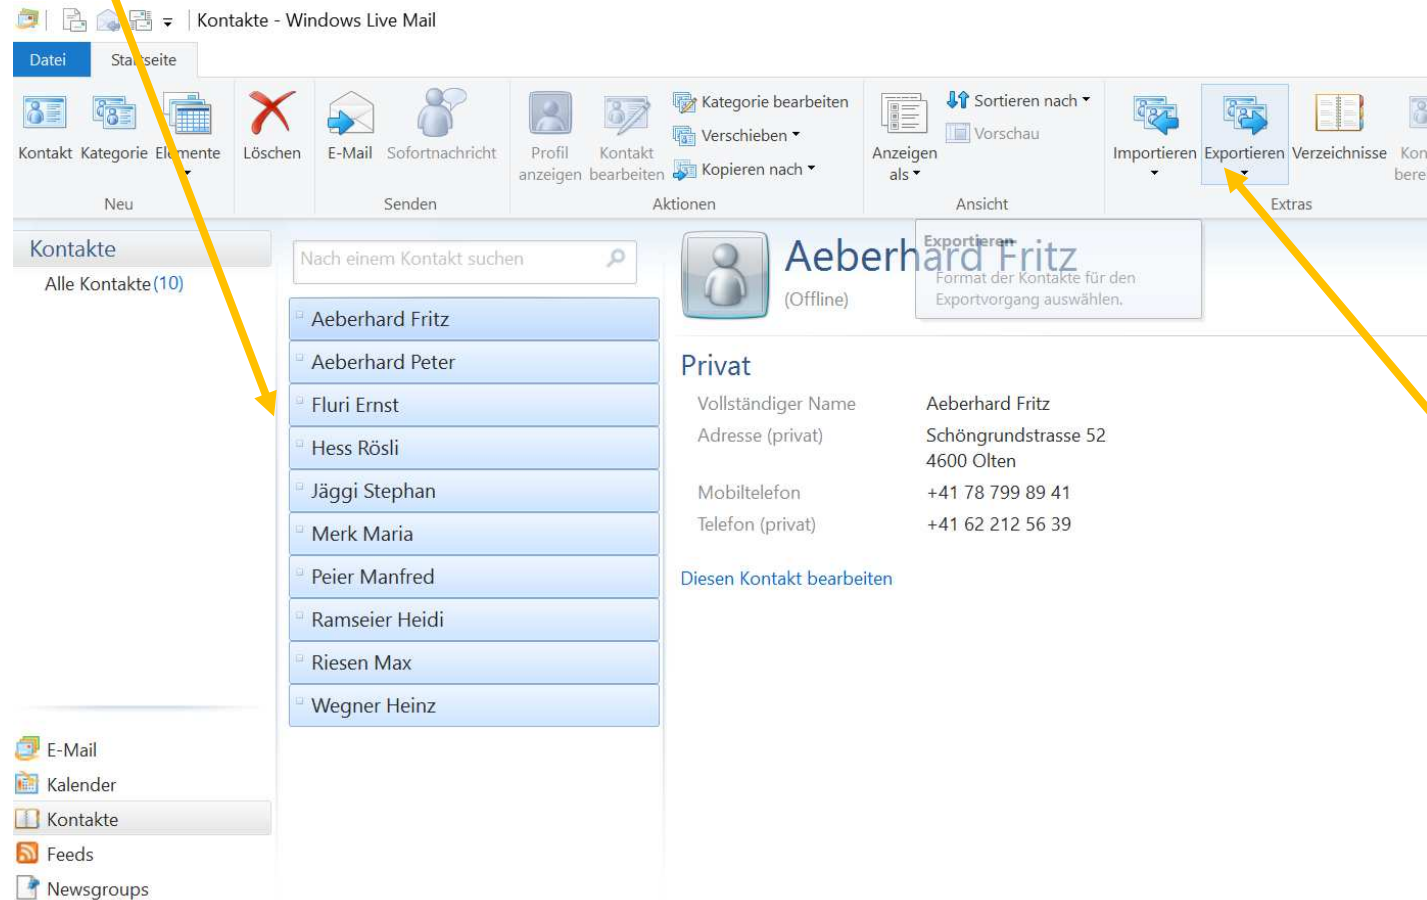 Kontakte - Windows Live Mail
Datei Startseite
Kontakt Kategorie Elemente Löschen E-Mail Sofortnachricht Profil anzeigen Kontakt bearbeiten
Kategorie bearbeiten
Verschieben
Kopieren nach
Anzeigen als
Sortieren nach
Vorschau
Importieren Exportieren Verzeichnisse
Neu Senden Aktionen Ansicht Extras
Kontakte
Alle Kontakte (10)
Nach einem Kontakt suchen
Aeberhard Fritz
Aeberhard Peter
Fluri Ernst
Hess Rösli
Jäggi Stephan
Merk Maria
Peier Manfred
Ramseier Heidi
Riesen Max
Wegner Heinz
Aeberhard Fritz
(Offline)
Exportieren
Format der Kontakte für den
Exportvorgang auswählen.
Privat
Vollständiger Name Aeberhard Fritz
Adresse (privat) Schöngrundstrasse 52
4600 Olten
Mobiltelefon +41 78 799 89 41
Telefon (privat) +41 62 212 56 39
Diesen Kontakt bearbeiten
E-Mail
Kalender
Kontakte
Feeds
Newsgroups